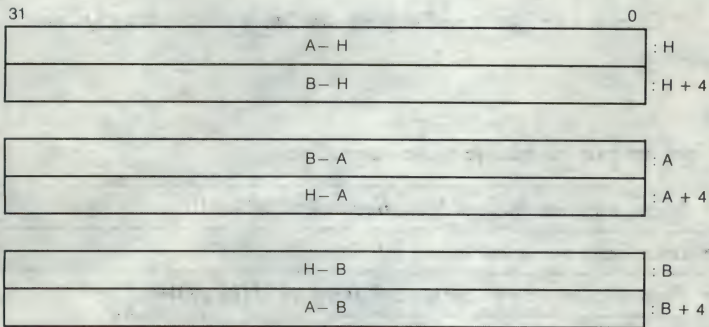 31 0
A– H : H
B– H : H + 4
B– A : A
H– A : A + 4
H– B : B
A– B : B + 4